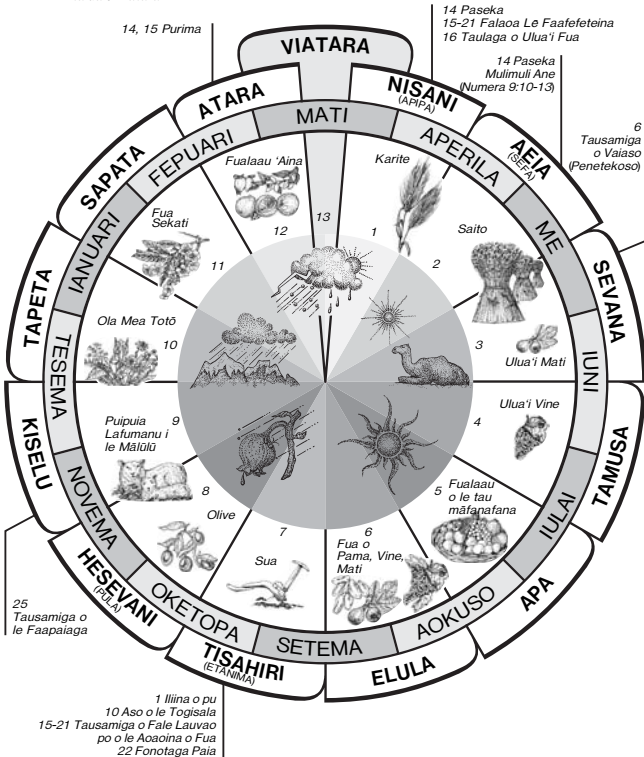 14, 15 Purima
14 Paseka
15-21 Falaoa Le Faafefeteina
16 Taulaga o Uluaʻi Fua
14 Paseka
Mulimuli Ane
(Numera 9:10-13)
6
Tausamiga
o Vaiaso
(Penetekoso)
VIATARA
NISANI
(APIPA)
AEIA
(SEFA)
SEVANA
TAMUSA
APA
ELULA
TISAHIRI
(ETANIMA)
HESEVANI
(PULA)
KISELU
TAPETA
SAPATA
ATARA
MATI
APERILA
ME
IUNI
IULAI
AOKUSO
SETEMA
OKETOPA
NOVEMA
TESEMA
IANUARI
FEPUARI
Karite
1
Saito
2
Uluaʻi Mati
3
Uluaʻi Vine
4
5
Fualaau
o le tau
māfanafana
6
Fua o
Pama, Vine,
Mati
7
Sua
8
Olive
9
Puipuia
Lafumanu i
le Mālūlū
Ola Mea Totō
10
Fua
Sekati
11
Fualaau ʻAina
12
13
25
Tausamiga o
le Faapaiaga
1 Iliina o pu
10 Aso o le Togisala
15-21 Tausamiga o Fale Lauvao
po o le Aoaoina o Fua
22 Fonotaga Paia